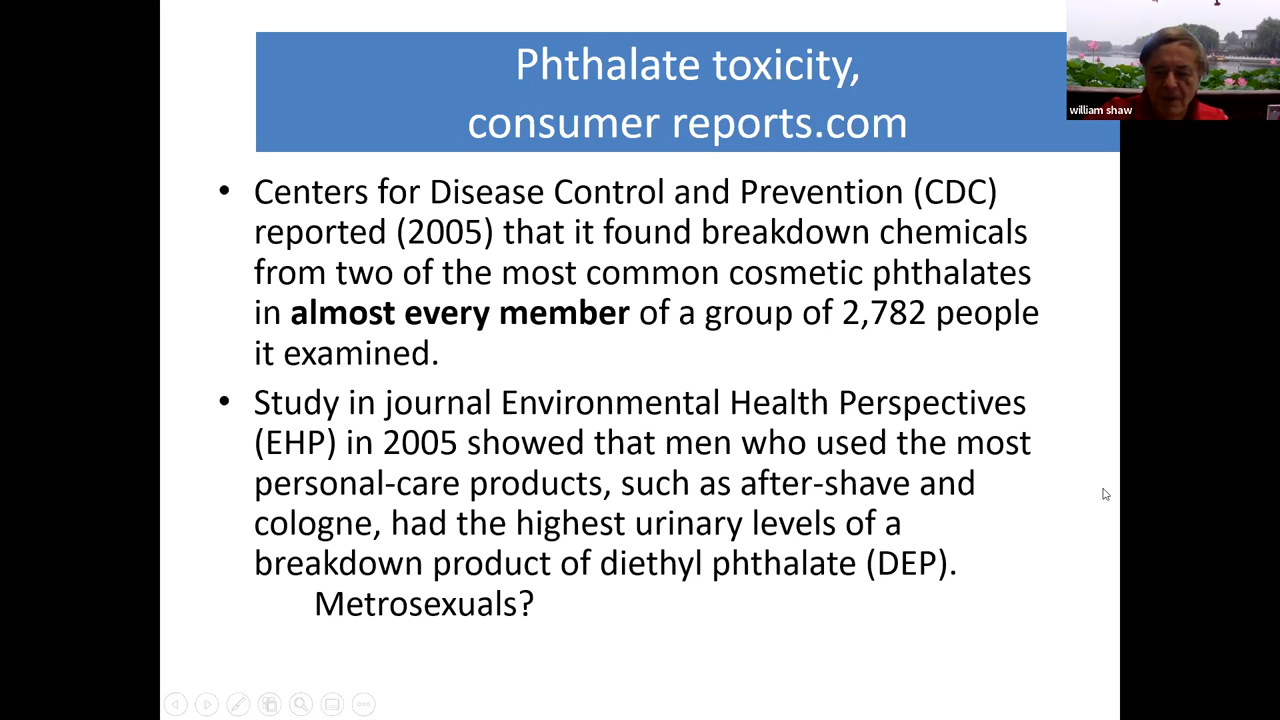 Phthalate toxicity,
consumer reports.com
william shaw
• Centers for Disease Control and Prevention (CDC)
reported (2005) that it found breakdown chemicals
from two of the most common cosmetic phthalates
in almost every member of a group of 2,782 people
it examined.
• Study in journal Environmental Health Perspectives
(EHP) in 2005 showed that men who used the most
personal-care products, such as after-shave and
cologne, had the highest urinary levels of a
breakdown product of diethyl phthalate (DEP).
Metrosexuals?